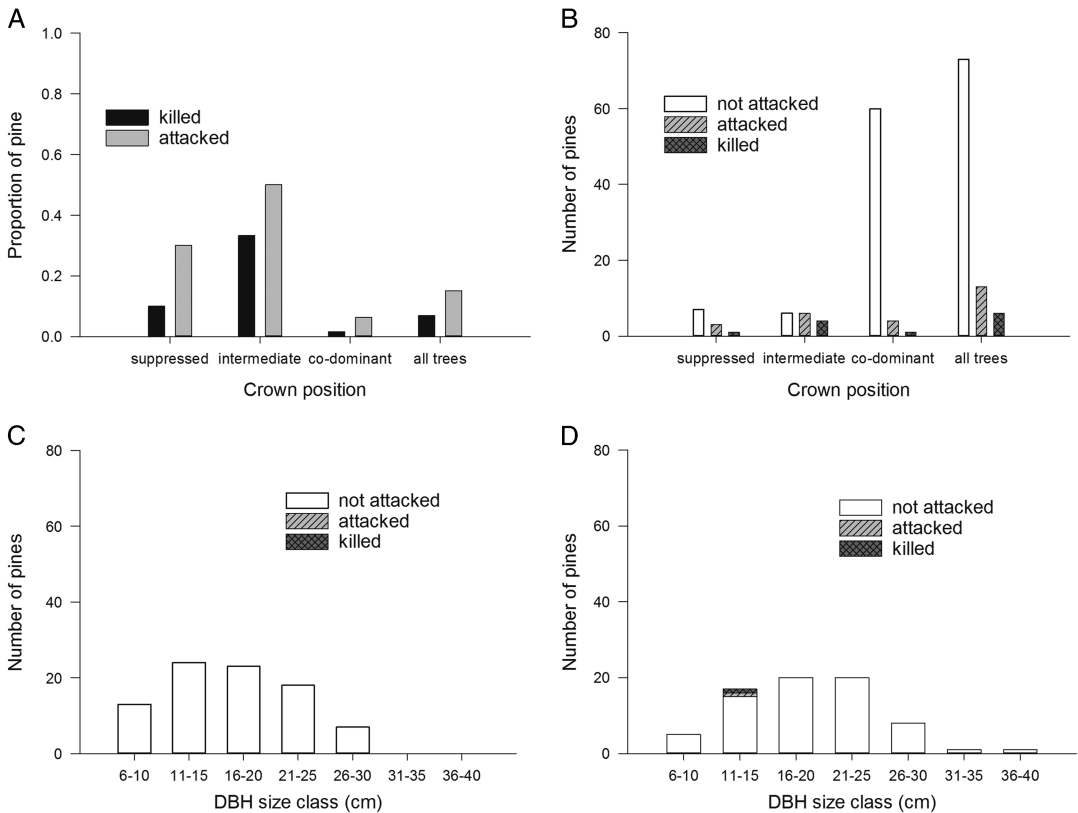 A
Proportion of pine
1.0
0.8
0.6
0.4
0.2
0.0
killed
attacked
suppressed intermediate co-dominant all trees
Crown position
B
Number of pines
80
60
40
20
0
not attacked
attacked
killed
suppressed intermediate co-dominant all trees
Crown position
C
Number of pines
80
60
40
20
0
not attacked
attacked
killed
6-10 11-15 16-20 21-25 26-30 31-35 36-40
DBH size class (cm)
D
Number of pines
80
60
40
20
0
not attacked
attacked
killed
6-10 11-15 16-20 21-25 26-30 31-35 36-40
DBH size class (cm)